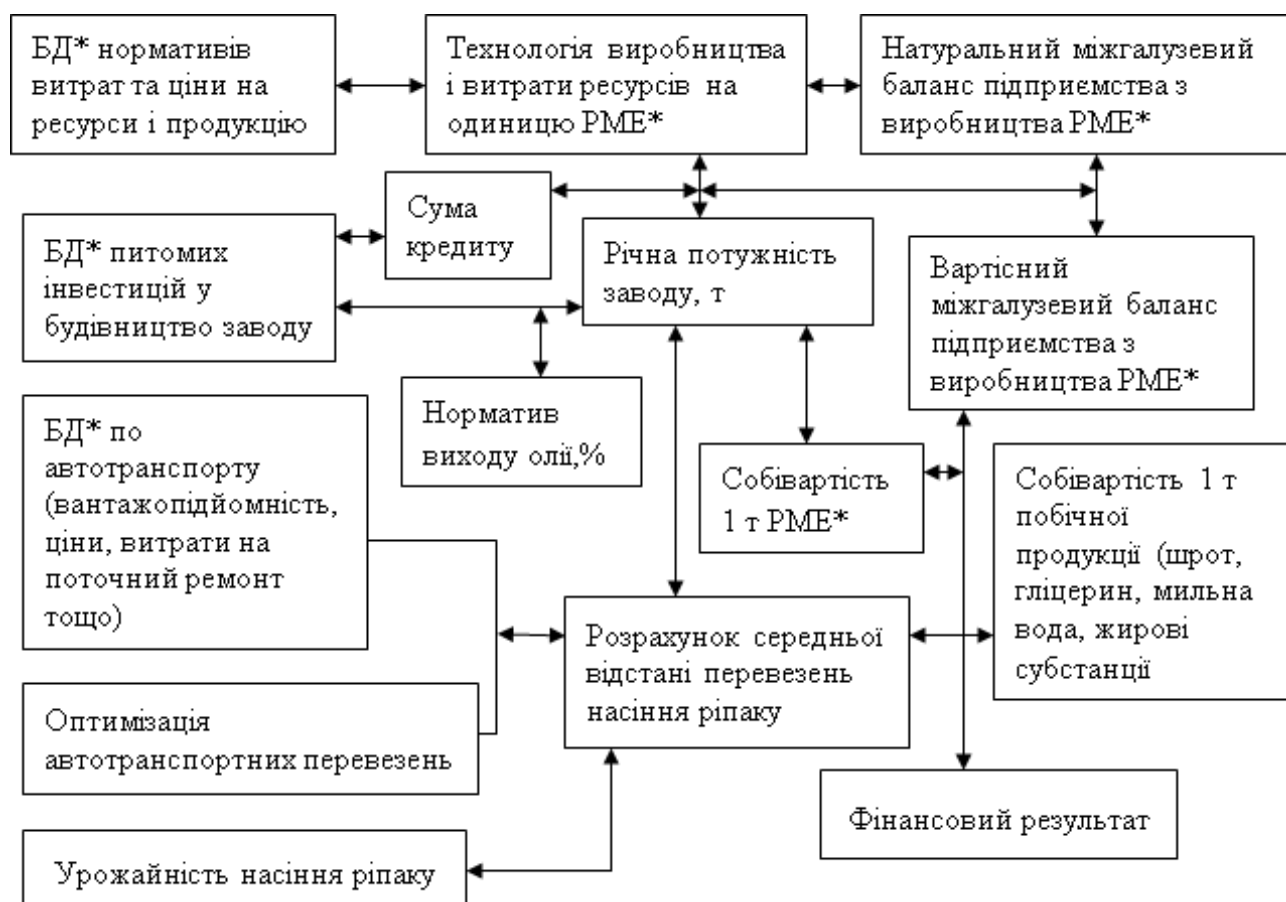 БД* нормативів
витрат та ціни на
ресурси і продукцію
Технологія виробництва
і витрати ресурсів на
одиницю РМЕ*
Натуральний міжгалузевий
баланс підприємства з
виробництва РМЕ*
Сума
кредиту
БД* питомих
інвестицій у
будівництво заводу
Річна потужність
заводу, т
Вартісний
міжгалузевий баланс
підприємства з
виробництва РМЕ*
Норматив
виходу олії,%
БД* по
автотранспорту
(вантажопідйомність,
ціни, витрати на
поточний ремонт
тощо)
Собівартість
1 т РМЕ*
Собівартість 1 т
побічної
продукції (шрот,
гліцерин, мильна
вода, жирові
субстанції
Розрахунок середньої
відстані перевезень
насіння ріпаку
Оптимізація
автотранспортних перевезень
Фінансовий результат
Урожайність насіння ріпаку